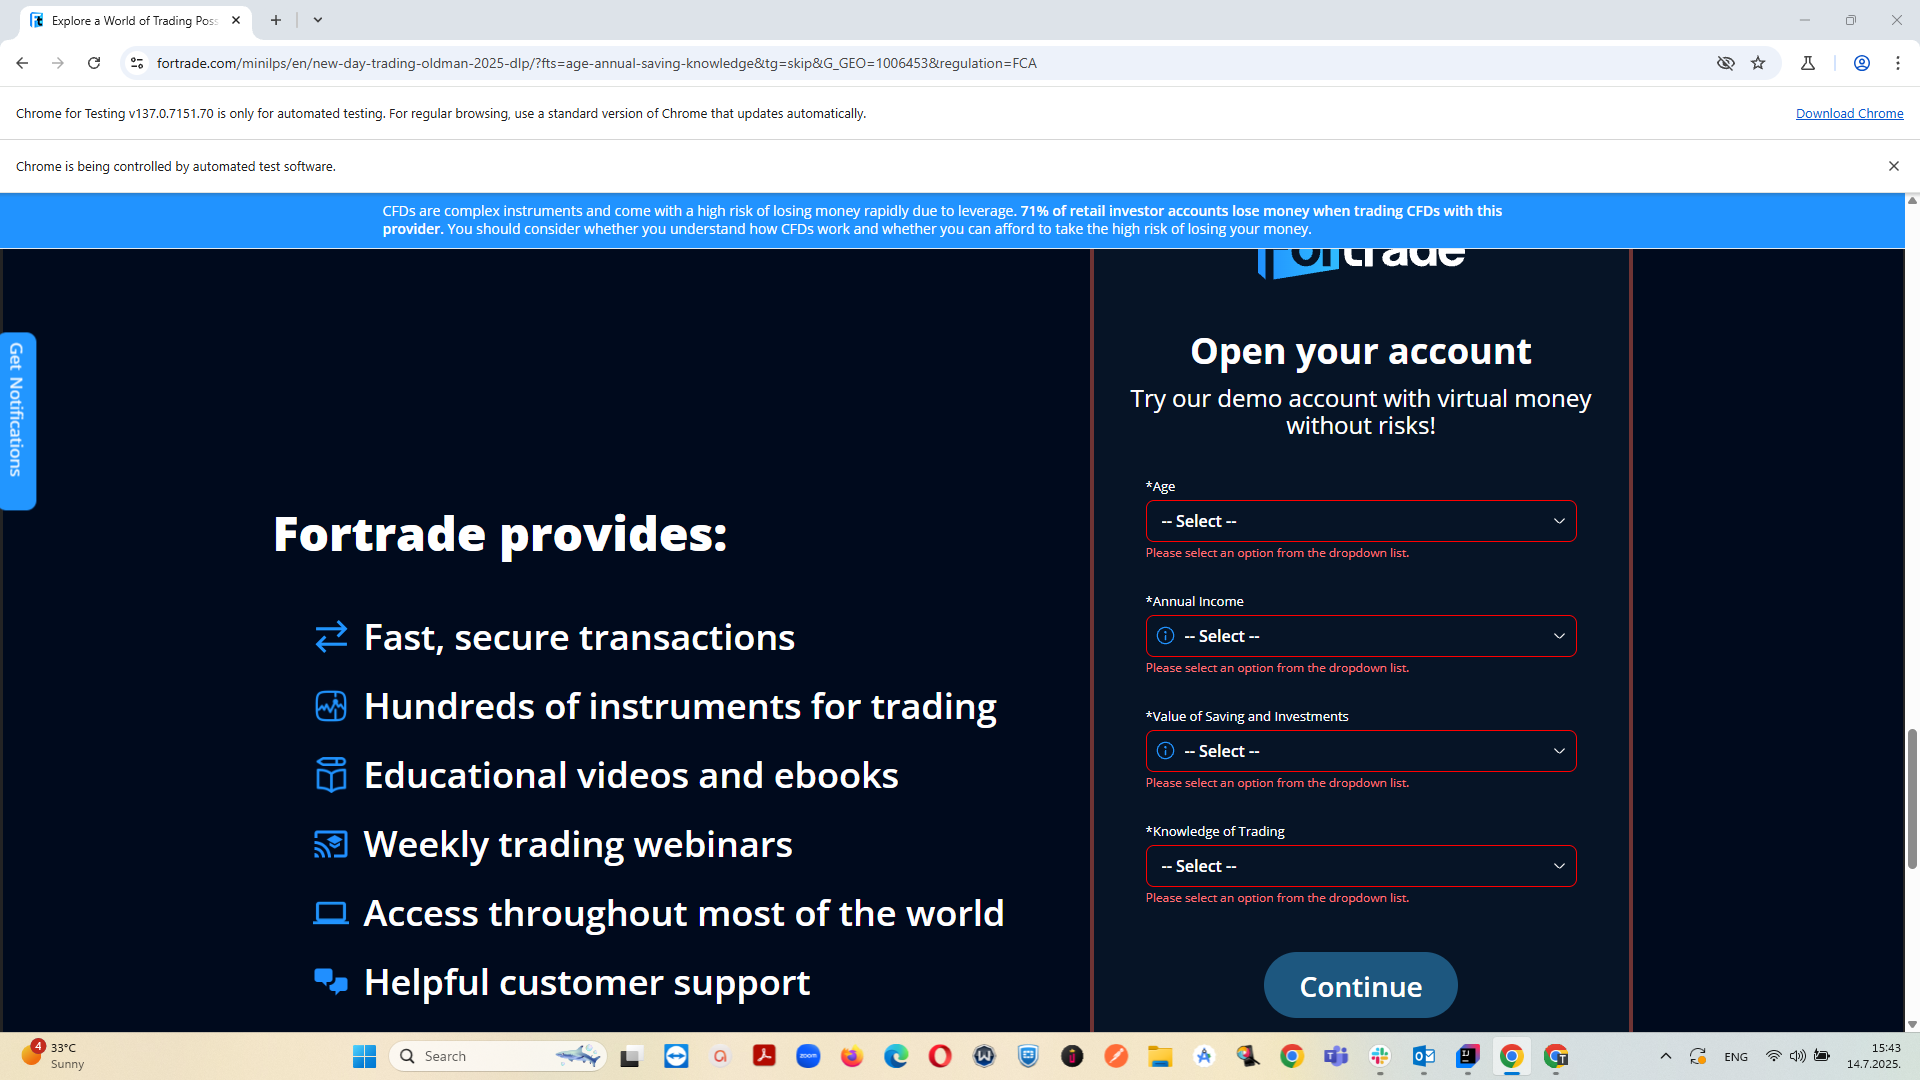 Explore a World of Trading Poss
fortrade.com/minilps/en/new-day-trading-oldman-2025-dlp/?fts=age-annual-saving-knowledge&tg=skip&G_GEO=1006453&regulation=FCA
Chrome for Testing v137.0.7151.70 is only for automated testing. For regular browsing, use a standard version of Chrome that updates automatically.
Download Chrome
Chrome is being controlled by automated test software.
CFDs are complex instruments and come with a high risk of losing money rapidly due to leverage. 71% of retail investor accounts lose money when trading CFDs with this
provider. You should consider whether you understand how CFDs work and whether you can afford to take the high risk of losing your money.
fortrade
Get Notifications
Open your account
Try our demo account with virtual money
without risks!
*Age
-- Select --
Please select an option from the dropdown list.
*Annual Income
-- Select --
Please select an option from the dropdown list.
*Value of Saving and Investments
-- Select --
Please select an option from the dropdown list.
*Knowledge of Trading
-- Select --
Please select an option from the dropdown list.
Continue
Fortrade provides:
Fast, secure transactions
Hundreds of instruments for trading
Educational videos and ebooks
Weekly trading webinars
Access throughout most of the world
Helpful customer support
4
33°C
Sunny
Search
zoom
ENG
15:43
14.7.2025.